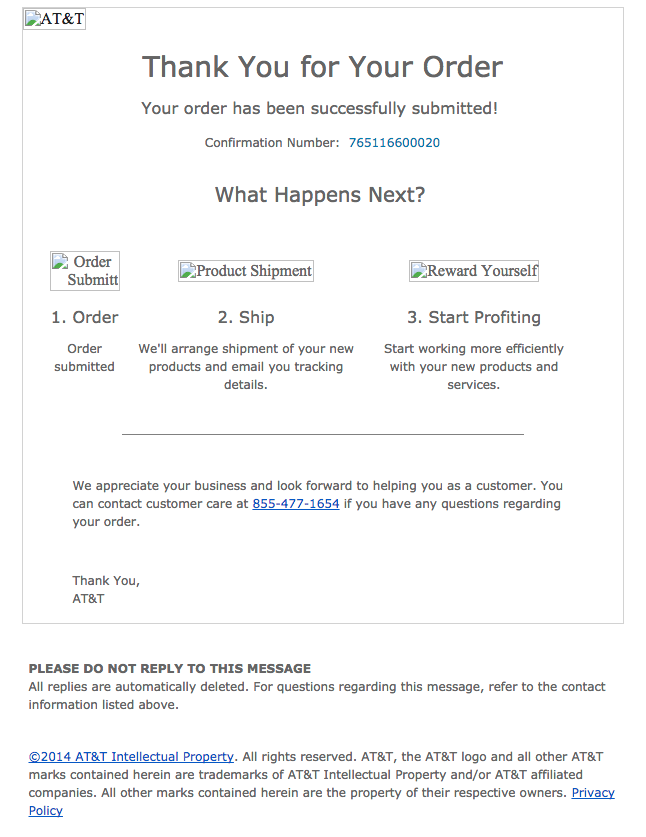 AT&T
Thank You for Your Order
Your order has been successfully submitted!
Confirmation Number: 765116600020
What Happens Next?
Order
Submitt
Product Shipment
Reward Yourself
1. Order
2. Ship
3. Start Profiting
Order
submitted
We'll arrange shipment of your new
products and email you tracking
details.
Start working more efficiently
with your new products and
services.
We appreciate your business and look forward to helping you as a customer. You
can contact customer care at 855-477-1654 if you have any questions regarding
your order.
Thank You,
AT&T
PLEASE DO NOT REPLY TO THIS MESSAGE
All replies are automatically deleted. For questions regarding this message, refer to the contact
information listed above.
©2014 AT&T Intellectual Property. All rights reserved. AT&T, the AT&T logo and all other AT&T
marks contained herein are trademarks of AT&T Intellectual Property and/or AT&T affiliated
companies. All other marks contained herein are the property of their respective owners. Privacy
Policy